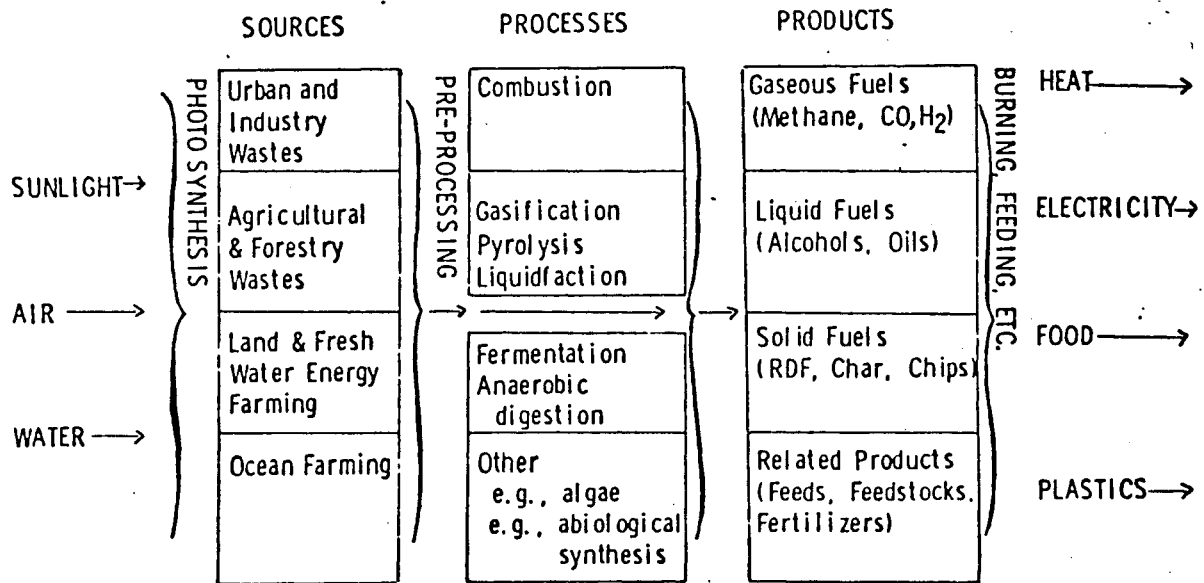 SOURCES
PROCESSES
PRODUCTS
SUNLIGHT
AIR
WATER
PHOTO SYNTHESIS
Urban and
Industry
Wastes
Agricultural
& Forestry
Wastes
Land & Fresh
Water Energy
Farming
Ocean Farming
PRE-PROCESSING
Combustion
Gasification
Pyrolysis
Liquidfaction
Fermentation
Anaerobic
digestion
Other
e.g., algae
e.g., abiological
synthesis
Gaseous Fuels
(Methane, CO,H2)
Liquid Fuels
(Alcohols, Oils)
Solid Fuels
(RDF, Char, Chips)
Related Products
(Feeds, Feedstocks.
Fertilizers)
BURNING, FEEDING, ETC.
HEAT
ELECTRICITY
FOOD
PLASTICS